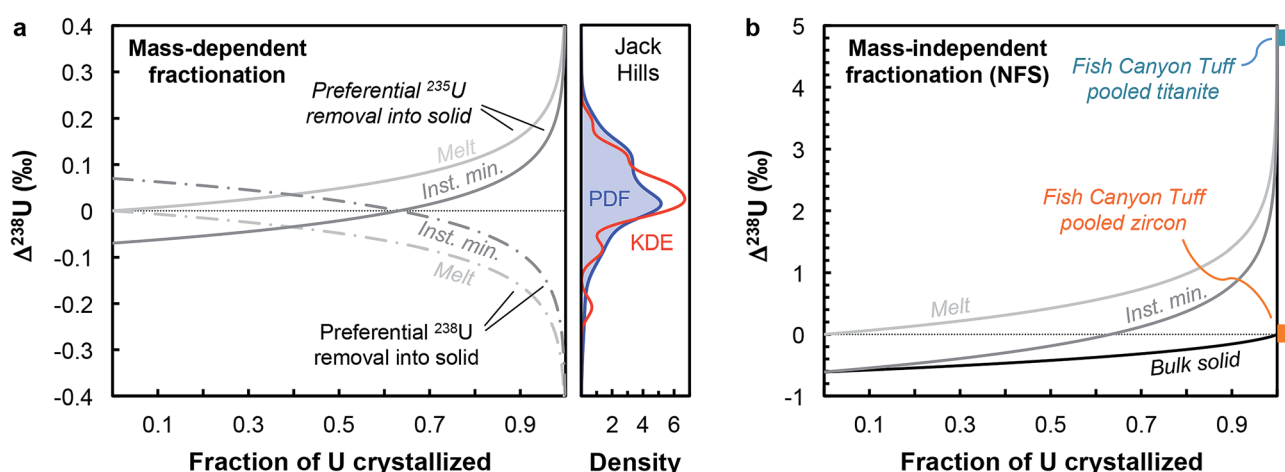 a
Mass-dependent
fractionation
Preferential ²³⁵U
removal into solid
Melt
Inst. min.
Inst. min.
Melt
Preferential ²³⁸U
removal into solid
Δ²³⁸U (‰)
0.4
0.3
0.2
0.1
0
-0.1
-0.2
-0.3
-0.4
0.1 0.3 0.5 0.7 0.9
Fraction of U crystallized
Jack
Hills
PDF
KDE
2 4 6
Density
b
Mass-independent
fractionation (NFS)
Fish Canyon Tuff
pooled titanite
Fish Canyon Tuff
pooled zircon
Melt
Inst. min.
Bulk solid
Δ²³⁸U (‰)
5
4
3
2
1
0
-1
0.1 0.3 0.5 0.7 0.9
Fraction of U crystallized